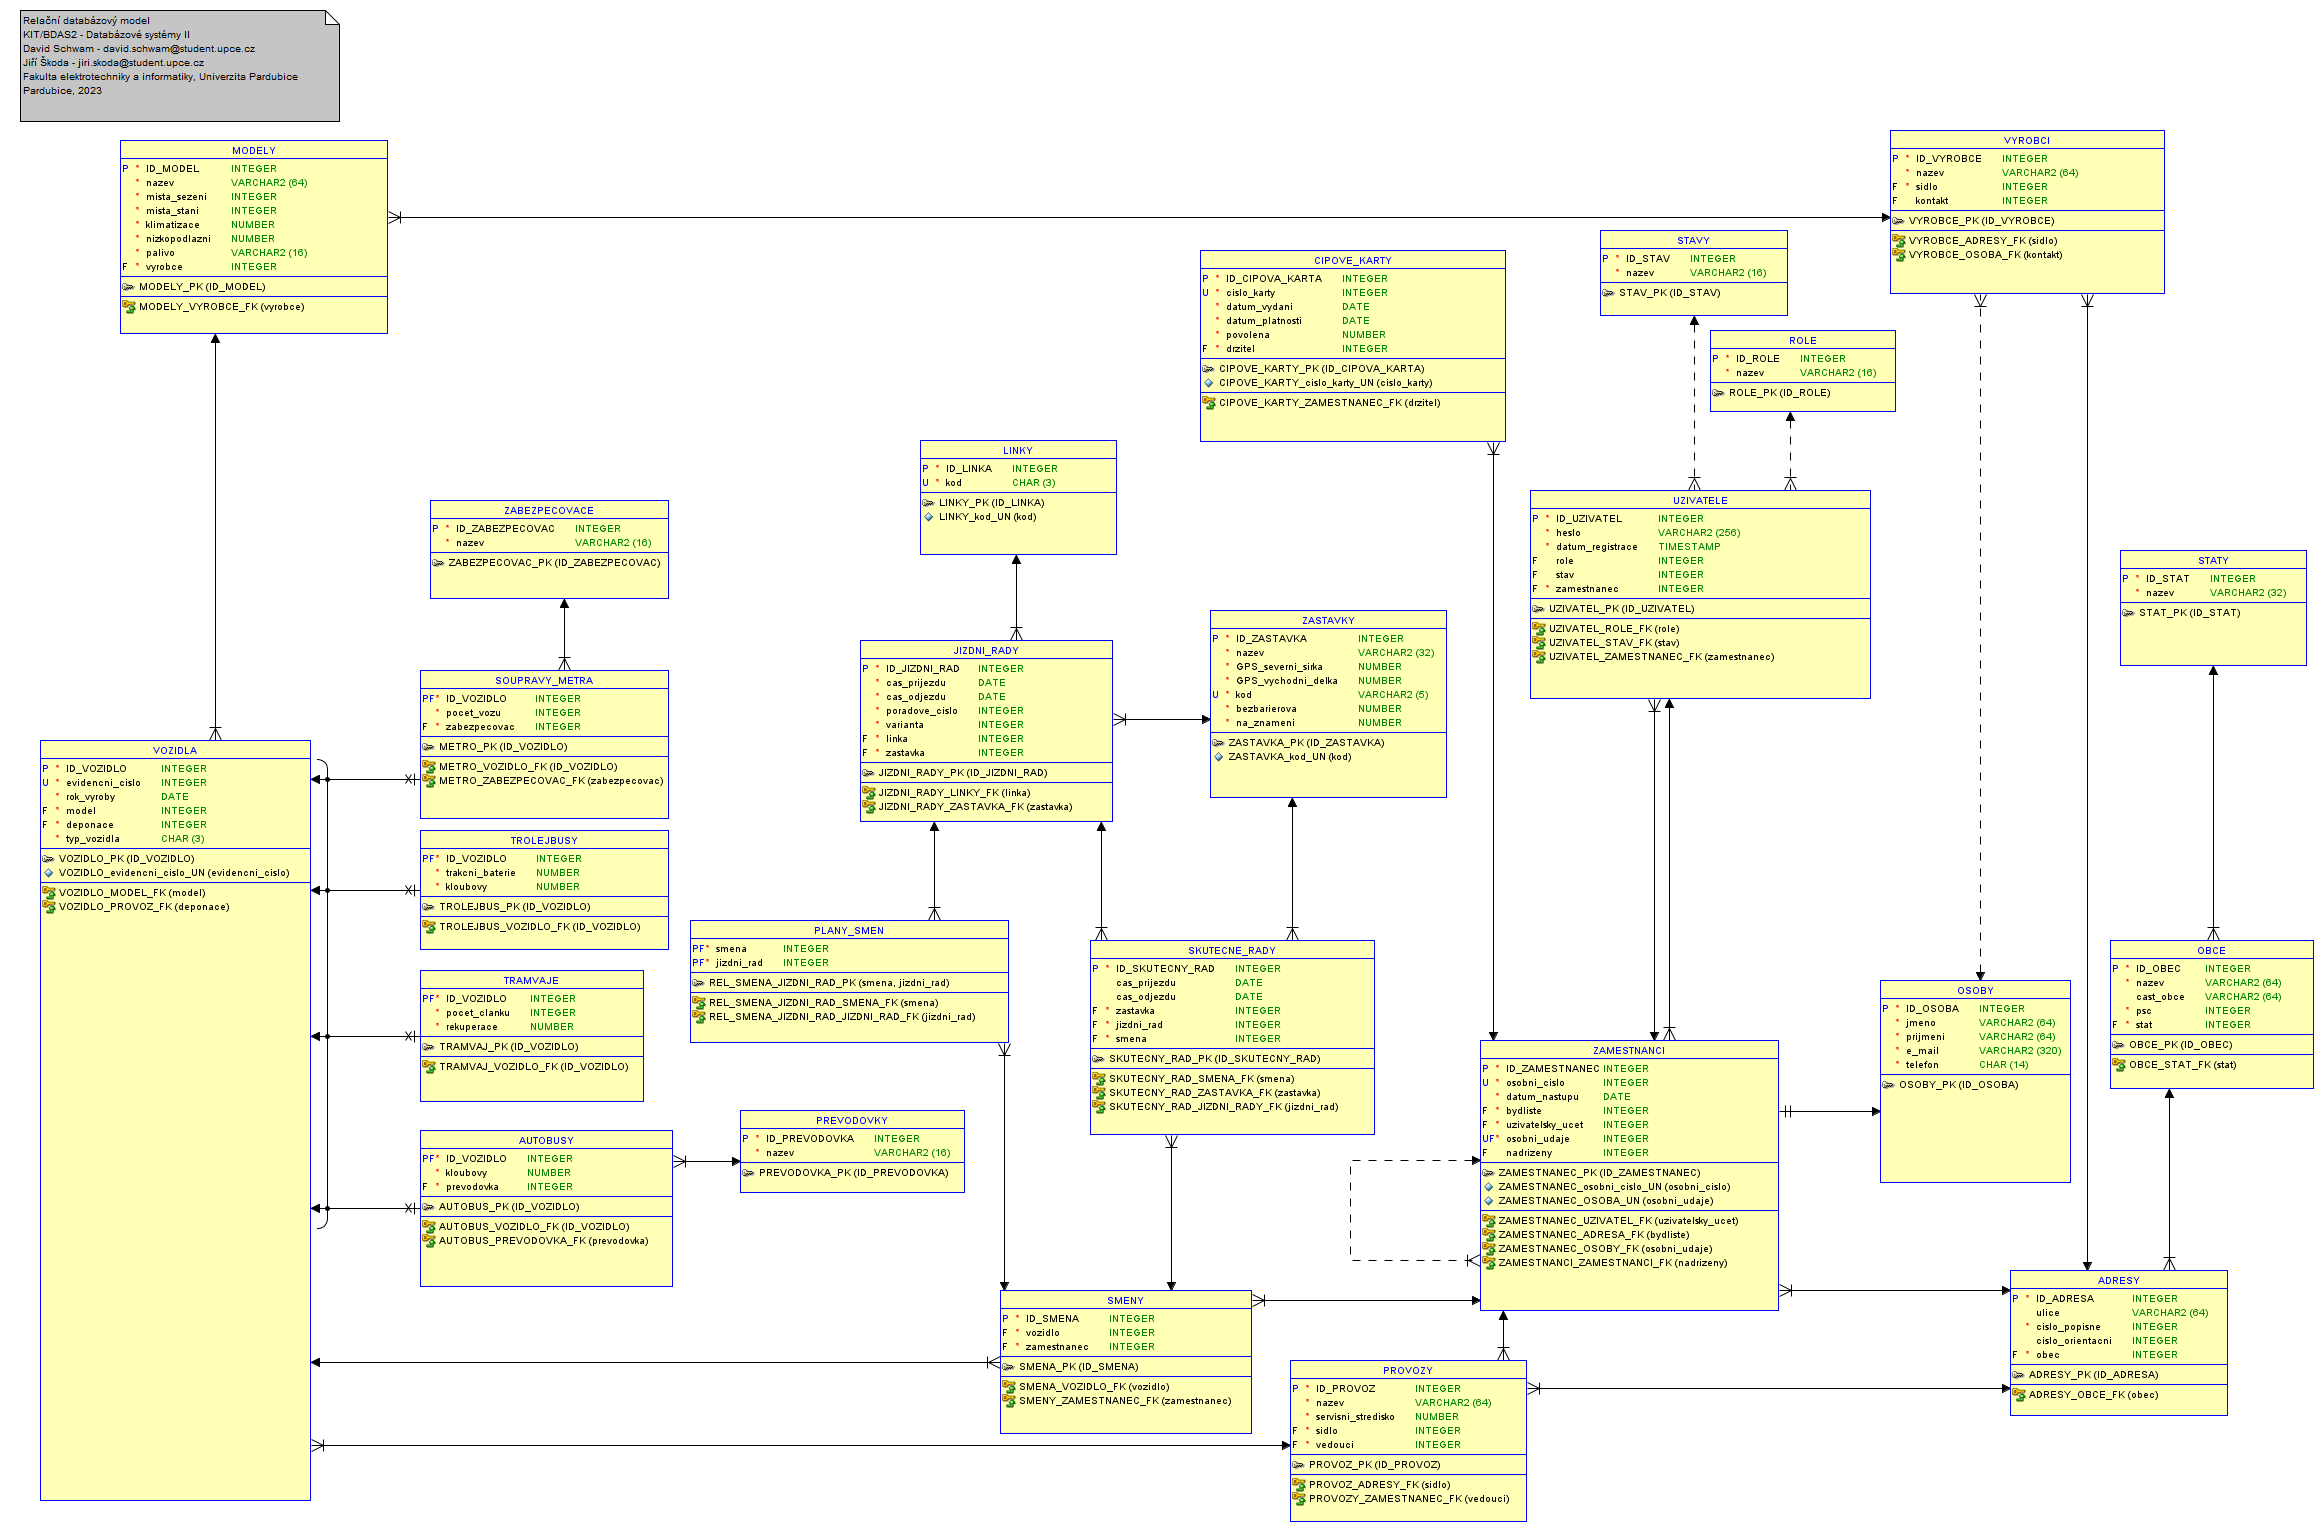 Relační databázový model
KIT/BDAS2 - Databázové systémy II
David Schwam - david.schwam@student.upce.cz
Jiří Škoda - jiri.skoda@student.upce.cz
Fakulta elektrotechniky a informatiky, Univerzita Pardubice
Pardubice, 2023
MODELY
P * ID_MODEL INTEGER
* nazev VARCHAR2 (64)
* mista_sezeni INTEGER
* mista_stani INTEGER
* klimatizace NUMBER
* nizkopodlazni NUMBER
* palivo VARCHAR2 (16)
F * vyrobce INTEGER
MODELY_PK (ID_MODEL)
MODELY_VYROBCE_FK (vyrobce)
VYROBCI
P * ID_VYROBCE INTEGER
* nazev VARCHAR2 (64)
F * sidlo INTEGER
F kontakt INTEGER
VYROBCE_PK (ID_VYROBCE)
VYROBCE_ADRESY_FK (sidlo)
VYROBCE_OSOBA_FK (kontakt)
STAVY
P * ID_STAV INTEGER
* nazev VARCHAR2 (16)
STAV_PK (ID_STAV)
CIPOVE_KARTY
P * ID_CIPOVA_KARTA INTEGER
U * cislo_karty INTEGER
* datum_vydani DATE
* datum_platnosti DATE
* povolena NUMBER
F * drzitel INTEGER
CIPOVE_KARTY_PK (ID_CIPOVA_KARTA)
CIPOVE_KARTY_cislo_karty_UN (cislo_karty)
CIPOVE_KARTY_ZAMESTNANEC_FK (drzitel)
ROLE
P * ID_ROLE INTEGER
* nazev VARCHAR2 (16)
ROLE_PK (ID_ROLE)
LINKY
P * ID_LINKA INTEGER
U * kod CHAR (3)
LINKY_PK (ID_LINKA)
LINKY_kod_UN (kod)
ZABEZPECOVACE
P * ID_ZABEZPECOVAC INTEGER
* nazev VARCHAR2 (16)
ZABEZPECOVAC_PK (ID_ZABEZPECOVAC)
UZIVATELE
P * ID_UZIVATEL INTEGER
* heslo VARCHAR2 (256)
* datum_registrace TIMESTAMP
F role INTEGER
F stav INTEGER
F * zamestnanec INTEGER
UZIVATEL_PK (ID_UZIVATEL)
UZIVATEL_ROLE_FK (role)
UZIVATEL_STAV_FK (stav)
UZIVATEL_ZAMESTNANEC_FK (zamestnanec)
STATY
P * ID_STAT INTEGER
* nazev VARCHAR2 (32)
STAT_PK (ID_STAT)
ZASTAVKY
P * ID_ZASTAVKA INTEGER
* nazev VARCHAR2 (32)
* GPS_severni_sirka NUMBER
* GPS_vychodni_delka NUMBER
U * kod VARCHAR2 (5)
* bezbarierova NUMBER
* na_znameni NUMBER
ZASTAVKA_PK (ID_ZASTAVKA)
ZASTAVKA_kod_UN (kod)
JIZDNI_RADY
P * ID_JIZDNI_RAD INTEGER
* cas_prijezdu DATE
* cas_odjezdu DATE
* poradove_cislo INTEGER
* varianta INTEGER
F * linka INTEGER
F * zastavka INTEGER
JIZDNI_RADY_PK (ID_JIZDNI_RAD)
JIZDNI_RADY_LINKY_FK (linka)
JIZDNI_RADY_ZASTAVKA_FK (zastavka)
SOUPRAVY_METRA
PF* ID_VOZIDLO INTEGER
* pocet_vozu INTEGER
F * zabezpecovac INTEGER
METRO_PK (ID_VOZIDLO)
METRO_VOZIDLO_FK (ID_VOZIDLO)
METRO_ZABEZPECOVAC_FK (zabezpecovac)
VOZIDLA
P * ID_VOZIDLO INTEGER
U * evidencni_cislo INTEGER
* rok_vyroby DATE
F * model INTEGER
F * deponace INTEGER
* typ_vozidla CHAR (3)
VOZIDLO_PK (ID_VOZIDLO)
VOZIDLO_evidencni_cislo_UN (evidencni_cislo)
VOZIDLO_MODEL_FK (model)
VOZIDLO_PROVOZ_FK (deponace)
TROLEJBUSY
PF* ID_VOZIDLO INTEGER
* trakcni_baterie NUMBER
* kloubovy NUMBER
TROLEJBUS_PK (ID_VOZIDLO)
TROLEJBUS_VOZIDLO_FK (ID_VOZIDLO)
PLANY_SMEN
PF* smena INTEGER
PF* jizdni_rad INTEGER
REL_SMENA_JIZDNI_RAD_PK (smena, jizdni_rad)
REL_SMENA_JIZDNI_RAD_SMENA_FK (smena)
REL_SMENA_JIZDNI_RAD_JIZDNI_RAD_FK (jizdni_rad)
SKUTECNE_RADY
P * ID_SKUTECNY_RAD INTEGER
cas_prijezdu DATE
cas_odjezdu DATE
F * zastavka INTEGER
F * jizdni_rad INTEGER
F * smena INTEGER
SKUTECNY_RAD_PK (ID_SKUTECNY_RAD)
SKUTECNY_RAD_SMENA_FK (smena)
SKUTECNY_RAD_ZASTAVKA_FK (zastavka)
SKUTECNY_RAD_JIZDNI_RADY_FK (jizdni_rad)
OBCE
P * ID_OBEC INTEGER
* nazev VARCHAR2 (64)
cast_obce VARCHAR2 (64)
* psc INTEGER
F * stat INTEGER
OBCE_PK (ID_OBEC)
OBCE_STAT_FK (stat)
TRAMVAJE
PF* ID_VOZIDLO INTEGER
* pocet_clanku INTEGER
* rekuperace NUMBER
TRAMVAJ_PK (ID_VOZIDLO)
TRAMVAJ_VOZIDLO_FK (ID_VOZIDLO)
OSOBY
P * ID_OSOBA INTEGER
* jmeno VARCHAR2 (64)
* prijmeni VARCHAR2 (64)
* e_mail VARCHAR2 (320)
* telefon CHAR (14)
OSOBY_PK (ID_OSOBA)
ZAMESTNANCI
P * ID_ZAMESTNANEC INTEGER
U * osobni_cislo INTEGER
* datum_nastupu DATE
F * bydliste INTEGER
F * uzivatelsky_ucet INTEGER
UF* osobni_udaje INTEGER
F nadrizeny INTEGER
ZAMESTNANEC_PK (ID_ZAMESTNANEC)
ZAMESTNANEC_osobni_cislo_UN (osobni_cislo)
ZAMESTNANEC_OSOBA_UN (osobni_udaje)
ZAMESTNANEC_UZIVATEL_FK (uzivatelsky_ucet)
ZAMESTNANEC_ADRESA_FK (bydliste)
ZAMESTNANEC_OSOBY_FK (osobni_udaje)
ZAMESTNANCI_ZAMESTNANCI_FK (nadrizeny)
PREVODOVKY
P * ID_PREVODOVKA INTEGER
* nazev VARCHAR2 (16)
PREVODOVKA_PK (ID_PREVODOVKA)
AUTOBUSY
PF* ID_VOZIDLO INTEGER
* kloubovy NUMBER
F * prevodovka INTEGER
AUTOBUS_PK (ID_VOZIDLO)
AUTOBUS_VOZIDLO_FK (ID_VOZIDLO)
AUTOBUS_PREVODOVKA_FK (prevodovka)
ADRESY
P * ID_ADRESA INTEGER
ulice VARCHAR2 (64)
* cislo_popisne INTEGER
cislo_orientacni INTEGER
F * obec INTEGER
ADRESY_PK (ID_ADRESA)
ADRESY_OBCE_FK (obec)
SMENY
P * ID_SMENA INTEGER
F * vozidlo INTEGER
F * zamestnanec INTEGER
SMENA_PK (ID_SMENA)
SMENA_VOZIDLO_FK (vozidlo)
SMENY_ZAMESTNANEC_FK (zamestnanec)
PROVOZY
P * ID_PROVOZ INTEGER
* nazev VARCHAR2 (64)
* servisni_stredisko NUMBER
F * sidlo INTEGER
F * vedouci INTEGER
PROVOZ_PK (ID_PROVOZ)
PROVOZ_ADRESY_FK (sidlo)
PROVOZY_ZAMESTNANEC_FK (vedouci)